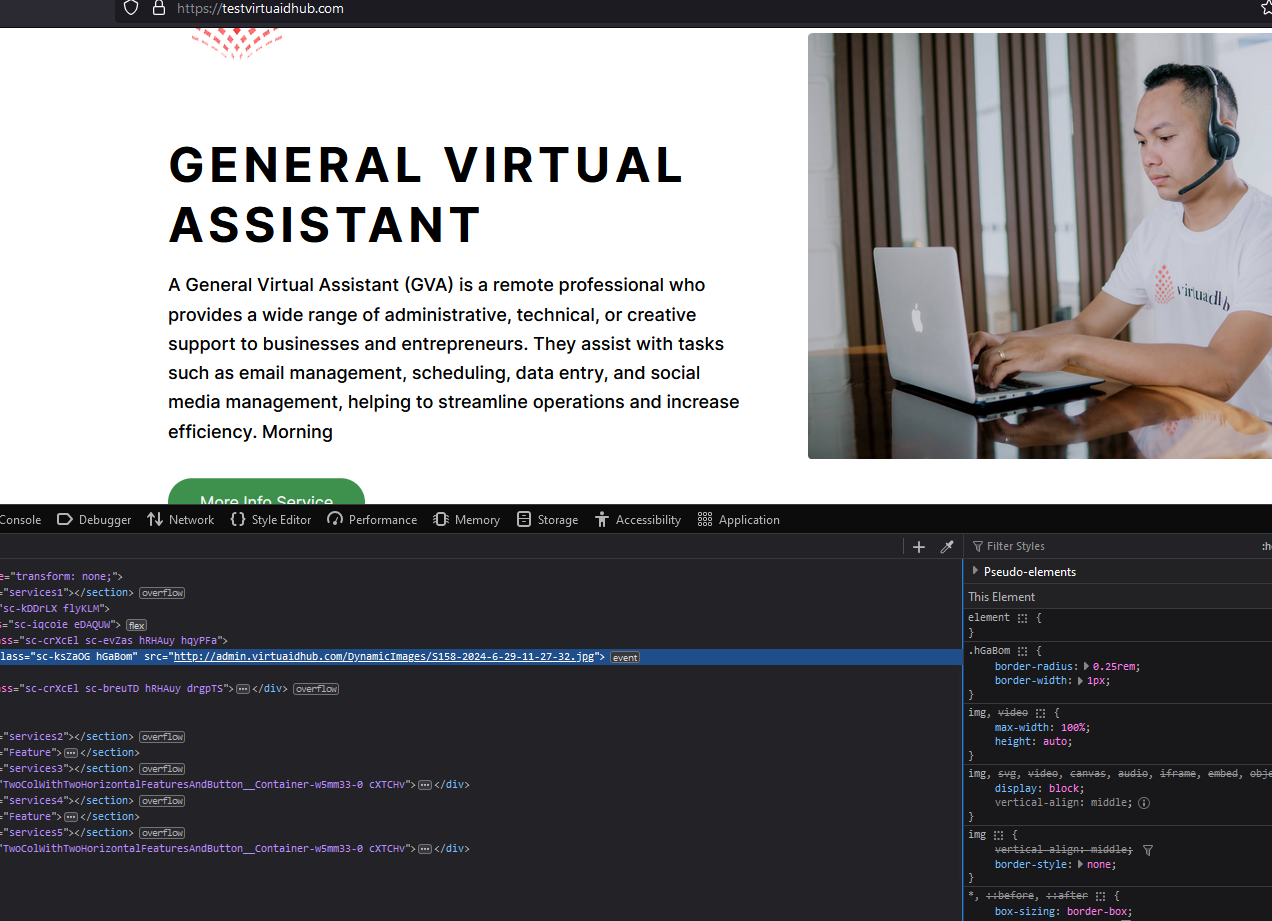 https://testvirtuaidhub.com
GENERAL VIRTUAL
ASSISTANT
A General Virtual Assistant (GVA) is a remote professional who
provides a wide range of administrative, technical, or creative
support to businesses and entrepreneurs. They assist with tasks
such as email management, scheduling, data entry, and social
media management, helping to streamline operations and increase
efficiency. Morning
More Info Service
Console Debugger Network Style Editor Performance Memory Storage Accessibility Application
Filter Styles
e="transform: none;">
="services1"></section> overflow
"sc-kDDrLX flyKLM">
s="sc-iqcoie eDAQUW"> flex
ass="sc-crXcEl sc-evZas hRHAuy hqyPFa">
lass="sc-ksZaOG hGaBom" src="http://admin.virtuaidhub.com/DynamicImages/S158-2024-6-29-11-27-32.jpg"> event
ss="sc-crXcEl sc-breuTD hRHAuy drgpTS"></div> overflow
="services2"></section> overflow
="Feature"></section>
="services3"></section> overflow
"TwoColWithTwoHorizontalFeaturesAndButton__Container-w5mm33-0 cXTCHv"></div>
="services4"></section> overflow
="Feature"></section>
="services5"></section> overflow
"TwoColWithTwoHorizontalFeaturesAndButton__Container-w5mm33-0 cXTCHv"></div>
Pseudo-elements
This Element
element {
}
.hGaBom {
border-radius: 0.25rem;
border-width: 1px;
}
img, video {
max-width: 100%;
height: auto;
}
img, svg, video, canvas, audio, iframe, embed,
display: block;
vertical-align: middle;
}
img {
vertical-align: middle;
border-style: none;
}
*, ::before, ::after {
box-sizing: border-box;